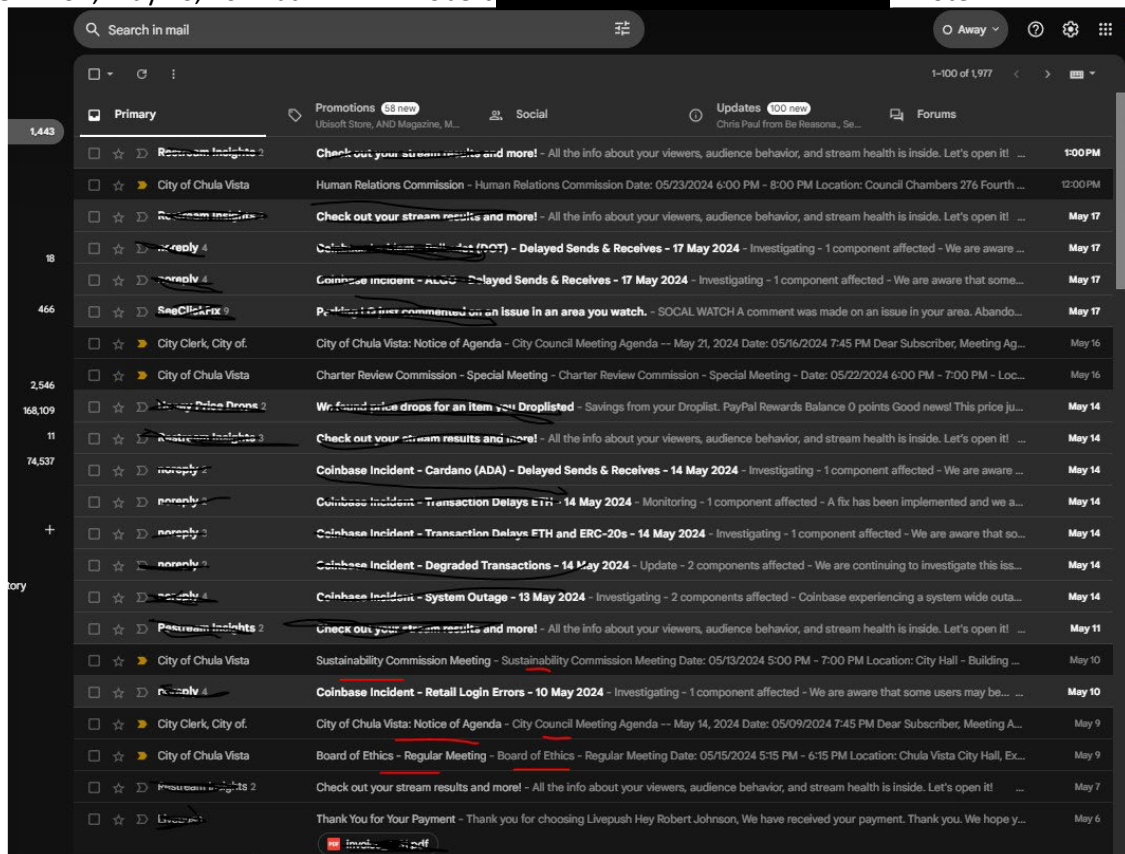 Search in mail
Away
1–100 of 1,977
Primary
Promotions 58 new
Ubisoft Store, AND Magazine, M...
Social
Updates 100 new
Chris Paul from Be Reasona., Se...
Forums
1,443
18
466
2,546
168,109
11
74,537
tory
Restream Insights 2 Check out your stream results and more! - All the info about your viewers, audience behavior, and stream health is inside. Let's open it! ... 1:00 PM
City of Chula Vista Human Relations Commission - Human Relations Commission Date: 05/23/2024 6:00 PM - 8:00 PM Location: Council Chambers 276 Fourth ... 12:00 PM
Restream Insights Check out your stream results and more! - All the info about your viewers, audience behavior, and stream health is inside. Let's open it! ... May 17
noreply 4 (DOT) - Delayed Sends & Receives - 17 May 2024 - Investigating - 1 component affected - We are aware ... May 17
noreply 4 Coinbase Incident - ALGO - Delayed Sends & Receives - 17 May 2024 - Investigating - 1 component affected - We are aware that some... May 17
SeeClickFix 9 Parking just commented on an issue in an area you watch. - SOCAL WATCH A comment was made on an issue in your area. Abando... May 17
City Clerk, City of. City of Chula Vista: Notice of Agenda - City Council Meeting Agenda -- May 21, 2024 Date: 05/16/2024 7:45 PM Dear Subscriber, Meeting Ag... May 16
City of Chula Vista Charter Review Commission - Special Meeting - Charter Review Commission - Special Meeting - Date: 05/22/2024 6:00 PM - 7:00 PM - Loc... May 16
Price Drops 2 We found price drops for an item you Droplisted - Savings from your Droplist. PayPal Rewards Balance 0 points Good news! This price ju... May 14
Restream Insights 3 Check out your stream results and more! - All the info about your viewers, audience behavior, and stream health is inside. Let's open it! ... May 14
noreply 2 Coinbase Incident - Cardano (ADA) - Delayed Sends & Receives - 14 May 2024 - Investigating - 1 component affected - We are aware ... May 14
noreply Coinbase Incident - Transaction Delays ETH - 14 May 2024 - Monitoring - 1 component affected - A fix has been implemented and we a... May 14
noreply 3 Coinbase Incident - Transaction Delays ETH and ERC-20s - 14 May 2024 - Investigating - 1 component affected - We are aware that so... May 14
noreply 2 Coinbase Incident - Degraded Transactions - 14 May 2024 - Update - 2 components affected - We are continuing to investigate this iss... May 14
noreply 4 Coinbase Incident - System Outage - 13 May 2024 - Investigating - 2 components affected - Coinbase experiencing a system wide outa... May 14
Restream Insights 2 Check out your stream results and more! - All the info about your viewers, audience behavior, and stream health is inside. Let's open it! ... May 11
City of Chula Vista Sustainability Commission Meeting - Sustainability Commission Meeting Date: 05/13/2024 5:00 PM - 7:00 PM Location: City Hall - Building ... May 10
noreply 4 Coinbase Incident - Retail Login Errors - 10 May 2024 - Investigating - 1 component affected - We are aware that some users may be... ... May 10
City Clerk, City of. City of Chula Vista: Notice of Agenda - City Council Meeting Agenda -- May 14, 2024 Date: 05/09/2024 7:45 PM Dear Subscriber, Meeting A... May 9
City of Chula Vista Board of Ethics - Regular Meeting - Board of Ethics - Regular Meeting Date: 05/15/2024 5:15 PM - 6:15 PM Location: Chula Vista City Hall, Ex... May 9
Restream Insights 2 Check out your stream results and more! - All the info about your viewers, audience behavior, and stream health is inside. Let's open it! ... May 7
Thank You for Your Payment - Thank you for choosing Livepush Hey Robert Johnson, We have received your payment. Thank you. We hope y... May 6
PDF